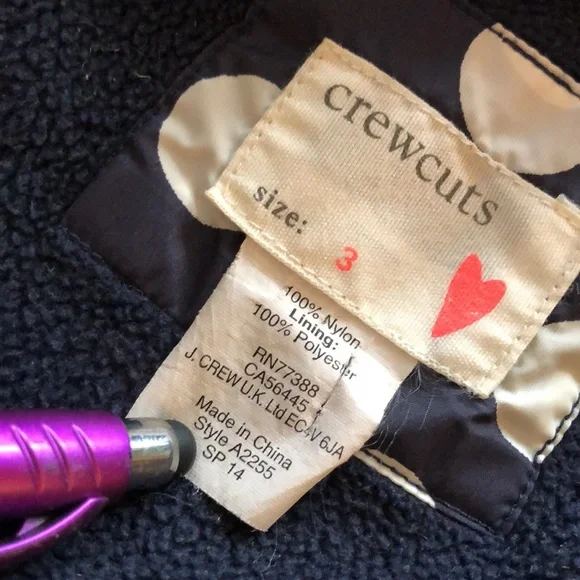 crewcuts
size: 3
100% Nylon
Lining:
100% Polyester
RN77388
CA56445
J. CREW U.K. Ltd EC4V 6JA
Made in China
Style A2255
SP 14